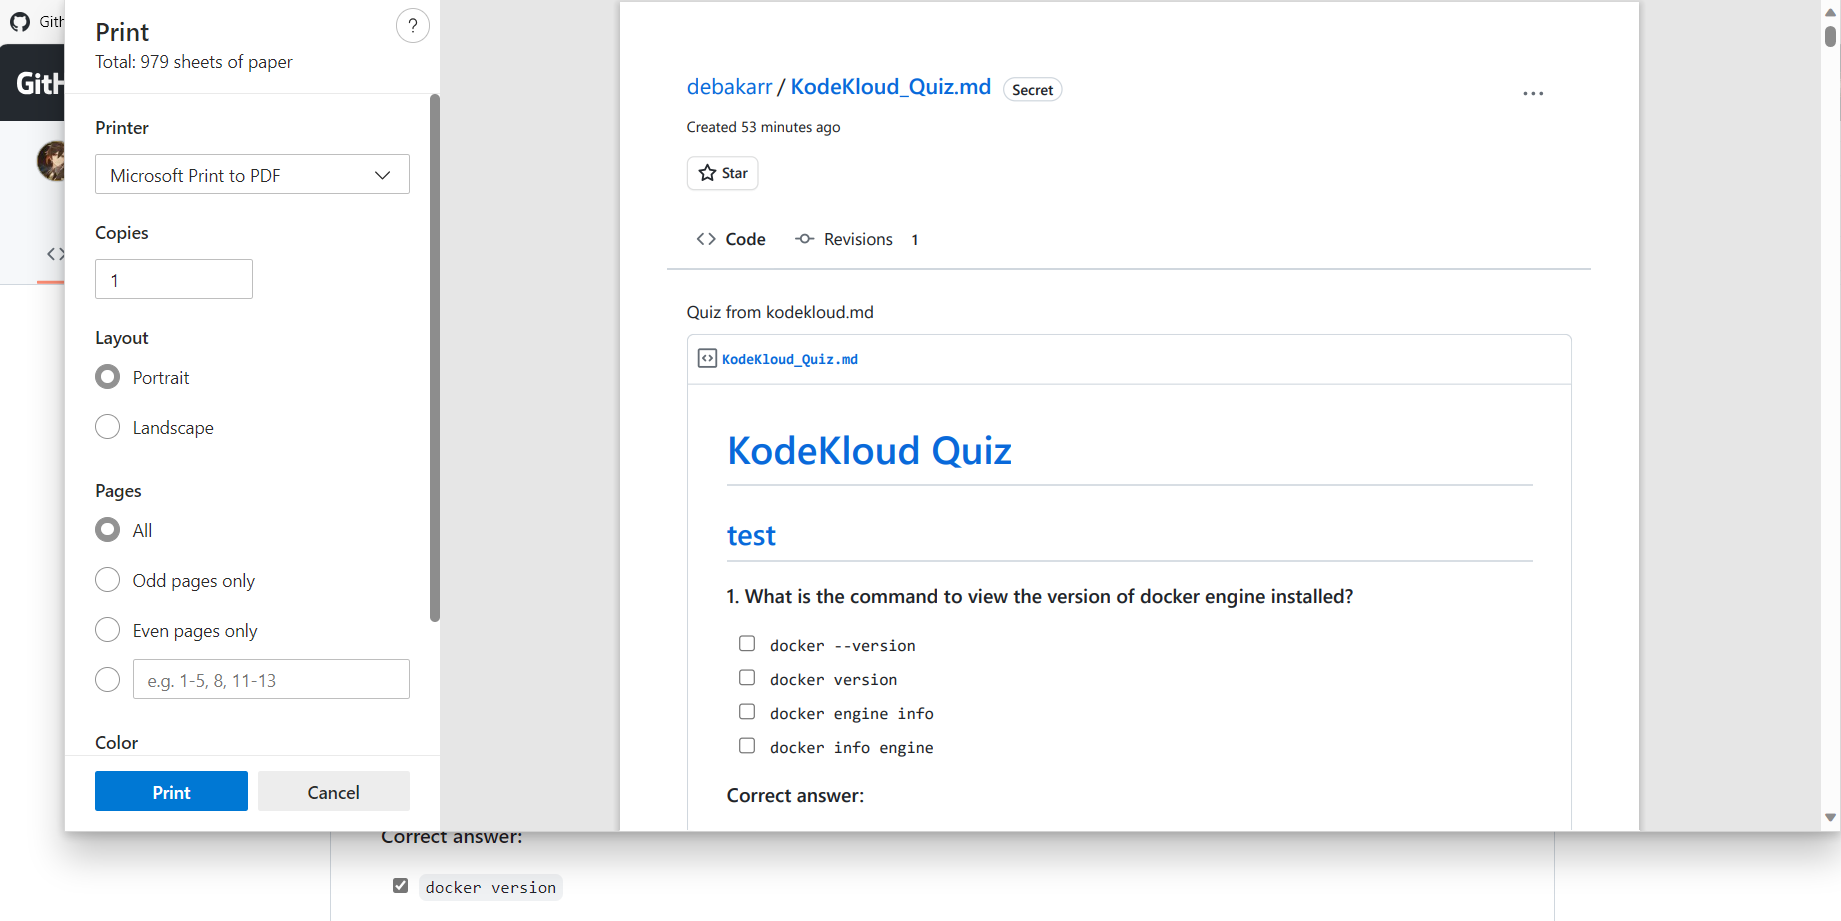 Gith
GitH
Print
?
Total: 979 sheets of paper
Printer
Microsoft Print to PDF
Copies
1
Layout
Portrait
Landscape
Pages
All
Odd pages only
Even pages only
e.g. 1-5, 8, 11-13
Color
Print
Cancel
debakarr / KodeKloud_Quiz.md Secret
Created 53 minutes ago
Star
Code Revisions 1
Quiz from kodekloud.md
KodeKloud_Quiz.md
KodeKloud Quiz
test
1. What is the command to view the version of docker engine installed?
docker --version
docker version
docker engine info
docker info engine
Correct answer:
Correct answer:
docker version